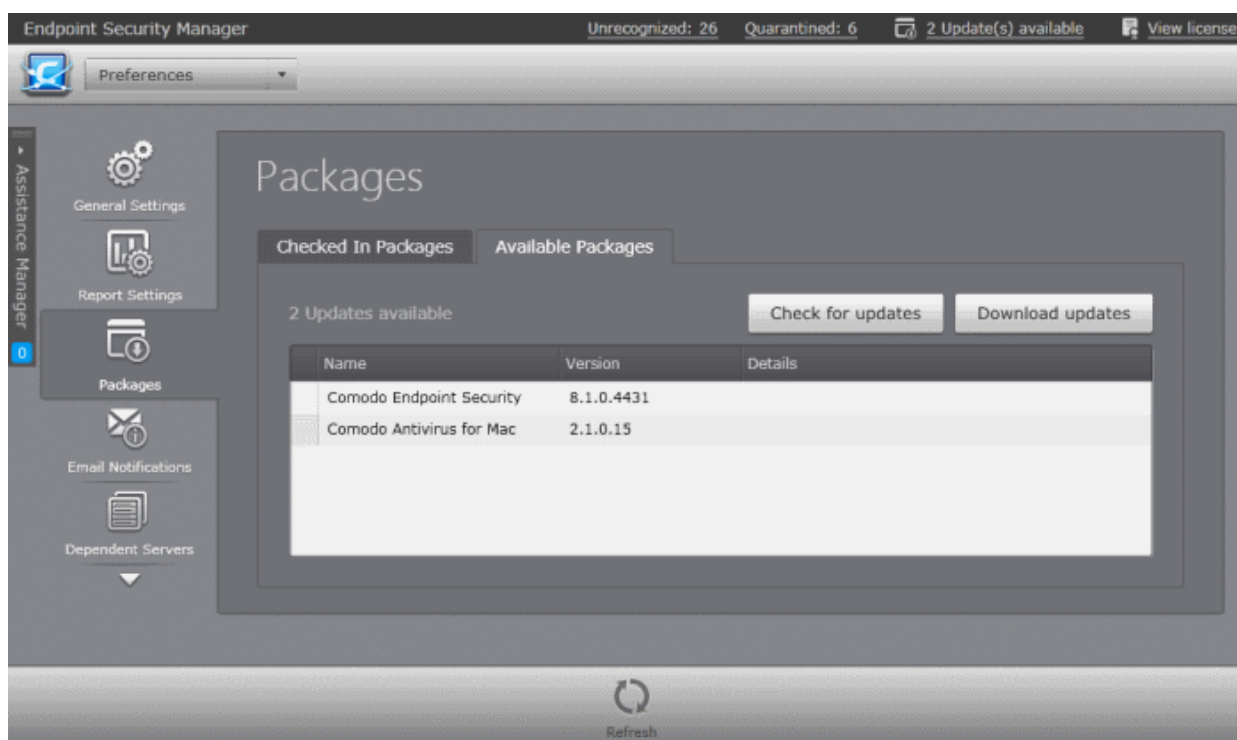 Endpoint Security Manager Unrecognized: 26 Quarantined: 6 2 Update(s) available View license
Preferences
Assistance Manager
0
General Settings
Report Settings
Packages
Email Notifications
Dependent Servers
Packages
Checked In Packages Available Packages
2 Updates available Check for updates Download updates
Name Version Details
Comodo Endpoint Security 8.1.0.4431
Comodo Antivirus for Mac 2.1.0.15
Refresh